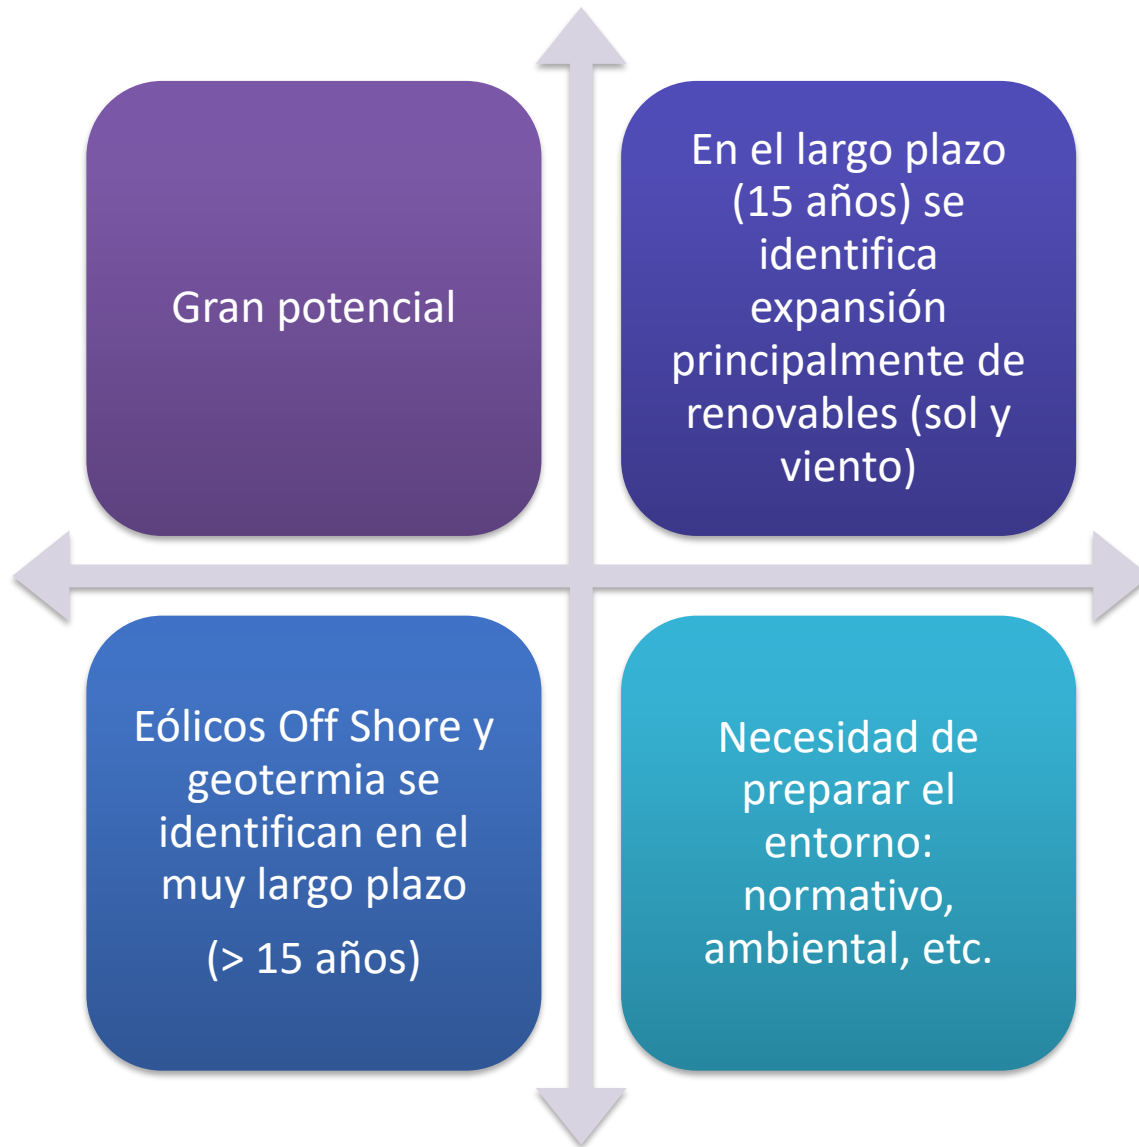 Gran potencial
En el largo plazo
(15 años) se
identifica
expansión
principalmente de
renovables (sol y
viento)
Eólicos Off Shore y
geotermia se
identifican en el
muy largo plazo
(> 15 años)
Necesidad de
preparar el
entorno:
normativo,
ambiental, etc.